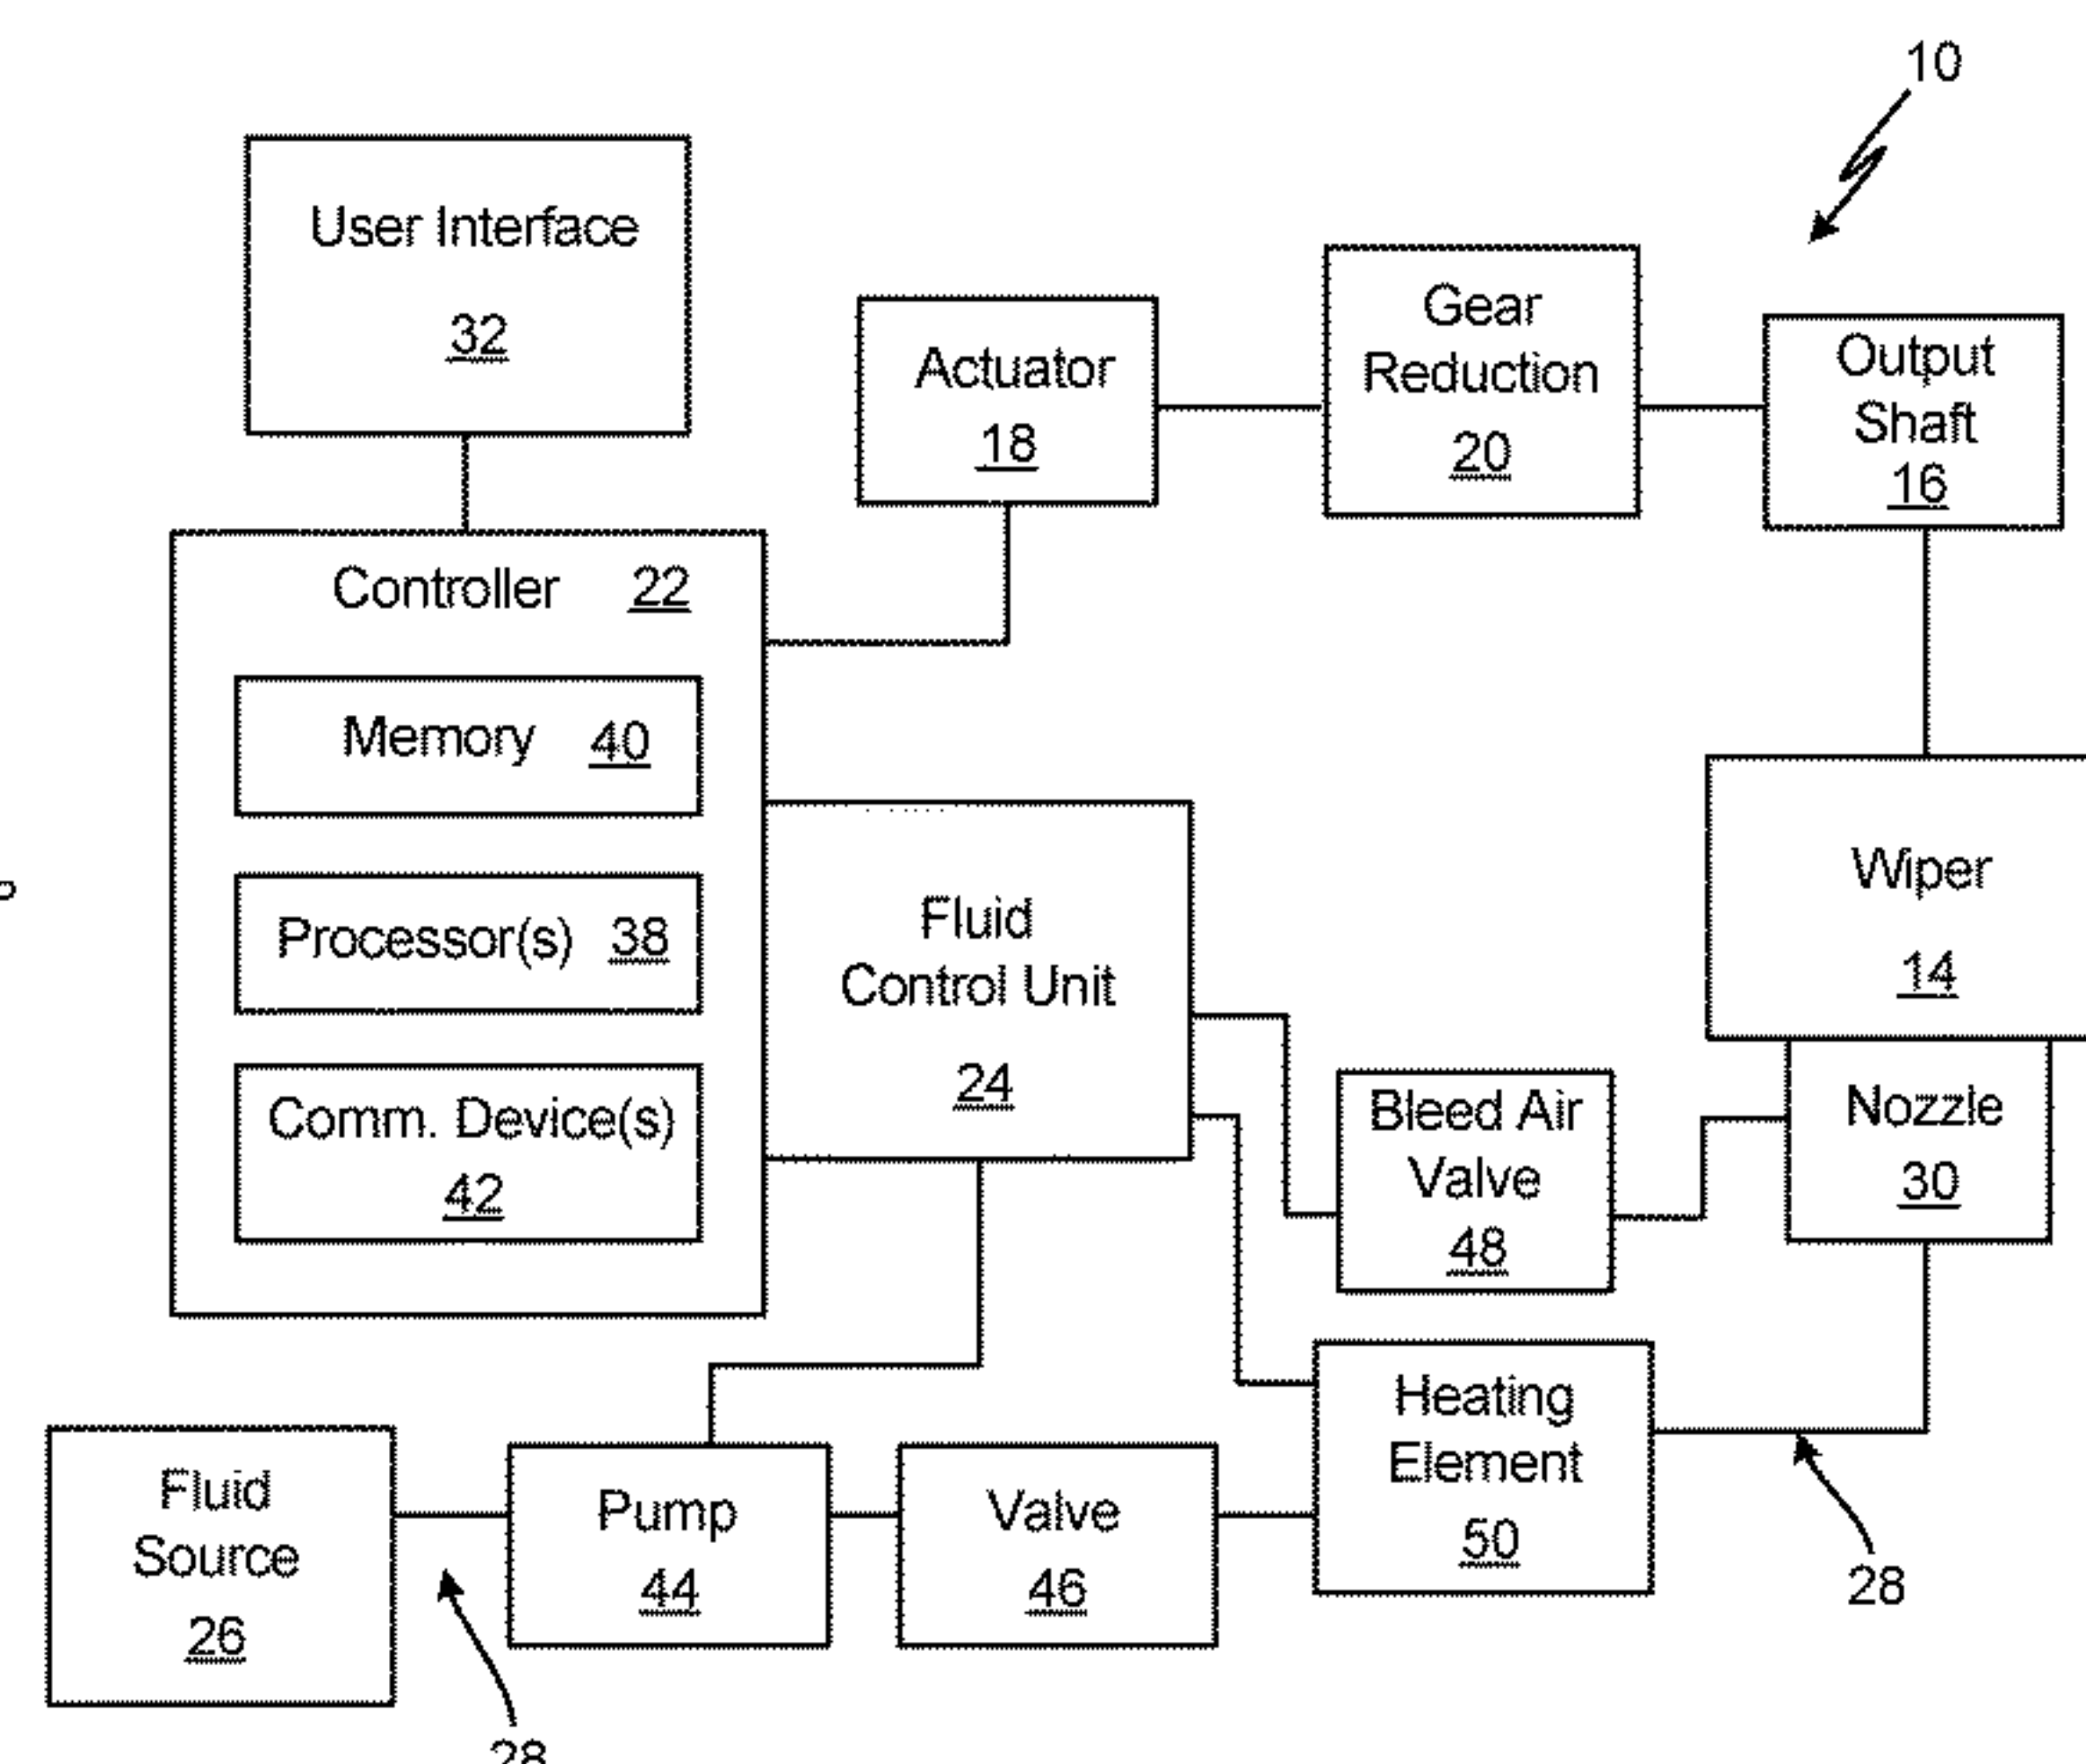 10
User Interface
32
Actuator
18
Gear
Reduction
20
Output
Shaft
16
Controller 22
Memory 40
Processor(s) 38
Comm. Device(s)
42
Fluid
Control Unit
24
Wiper
14
Nozzle
30
Bleed Air
Valve
48
Heating
Element
50
Fluid
Source
26
Pump
44
Valve
46
28
28